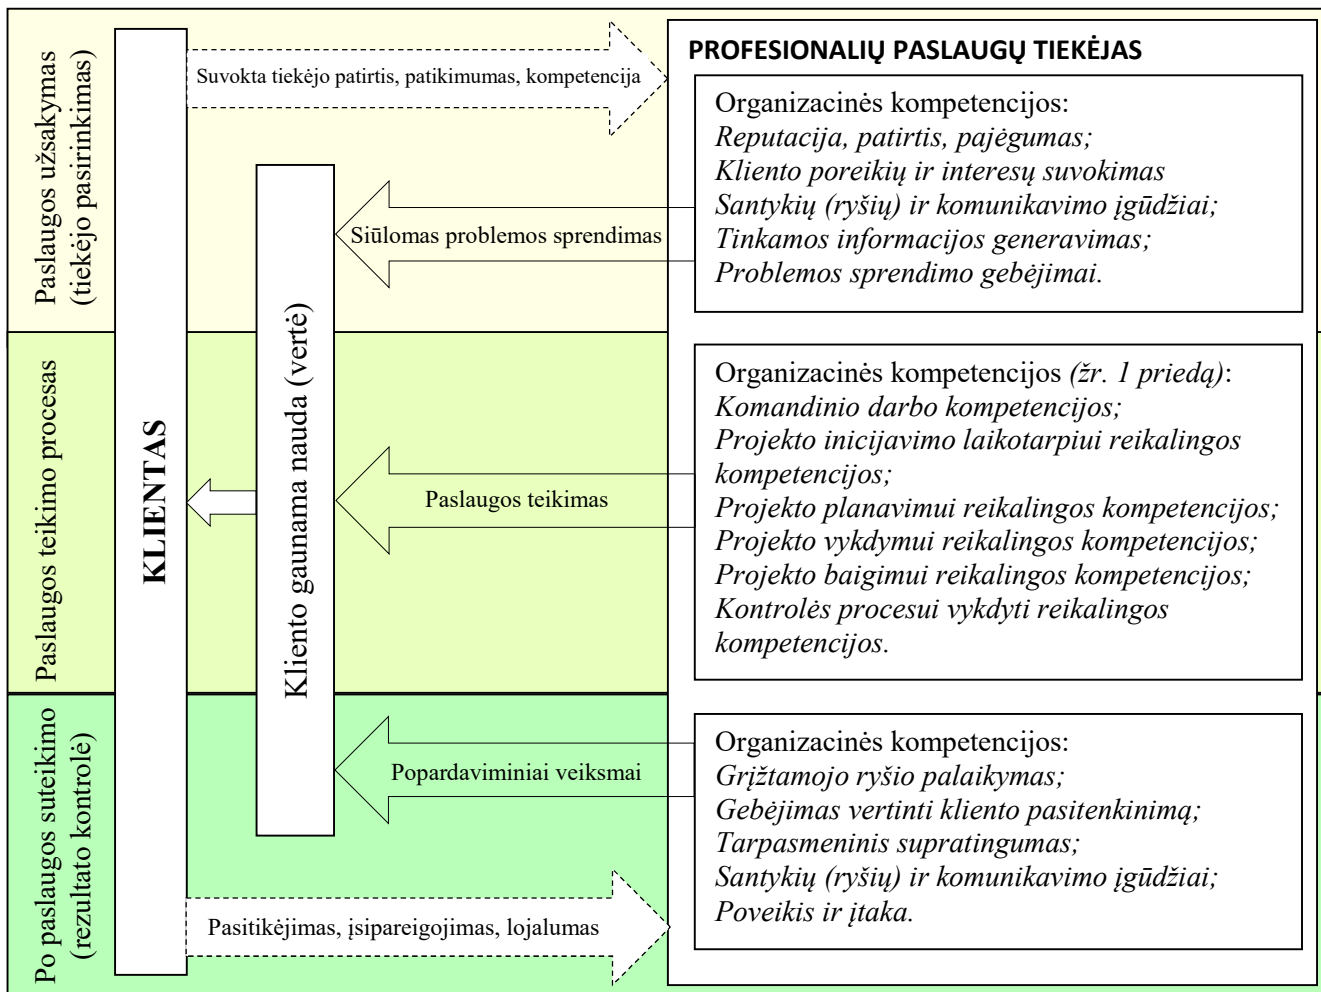 Paslaugos užsakymas
(tiekėjo pasirinkimas)
Suvokta tiekėjo patirtis, patikimumas, kompetencija
PROFESIONALIŲ PASLAUGŲ TIEKĖJAS
Organizacinės kompetencijos:
Reputacija, patirtis, pajėgumas;
Kliento poreikių ir interesų suvokimas
Santykių (ryšių) ir komunikavimo įgūdžiai;
Tinkamos informacijos generavimas;
Problemos sprendimo gebėjimai.
Siūlomas problemos sprendimas
KLIENTAS
Kliento gaunama nauda (vertė)
Paslaugos teikimo procesas
Paslaugos teikimas
Organizacinės kompetencijos (žr. 1 priedą):
Komandinio darbo kompetencijos;
Projekto inicijavimo laikotarpiui reikalingos
kompetencijos;
Projekto planavimui reikalingos kompetencijos;
Projekto vykdymui reikalingos kompetencijos;
Projekto baigimui reikalingos kompetencijos;
Kontrolės procesui vykdyti reikalingos
kompetencijos.
Po paslaugos suteikimo
(rezultato kontrolė)
Popardaviminiai veiksmai
Organizacinės kompetencijos:
Grįžtamojo ryšio palaikymas;
Gebėjimas vertinti kliento pasitenkinimą;
Tarpasmeninis supratingumas;
Santykių (ryšių) ir komunikavimo įgūdžiai;
Poveikis ir įtaka.
Pasitikėjimas, įsipareigojimas, lojalumas